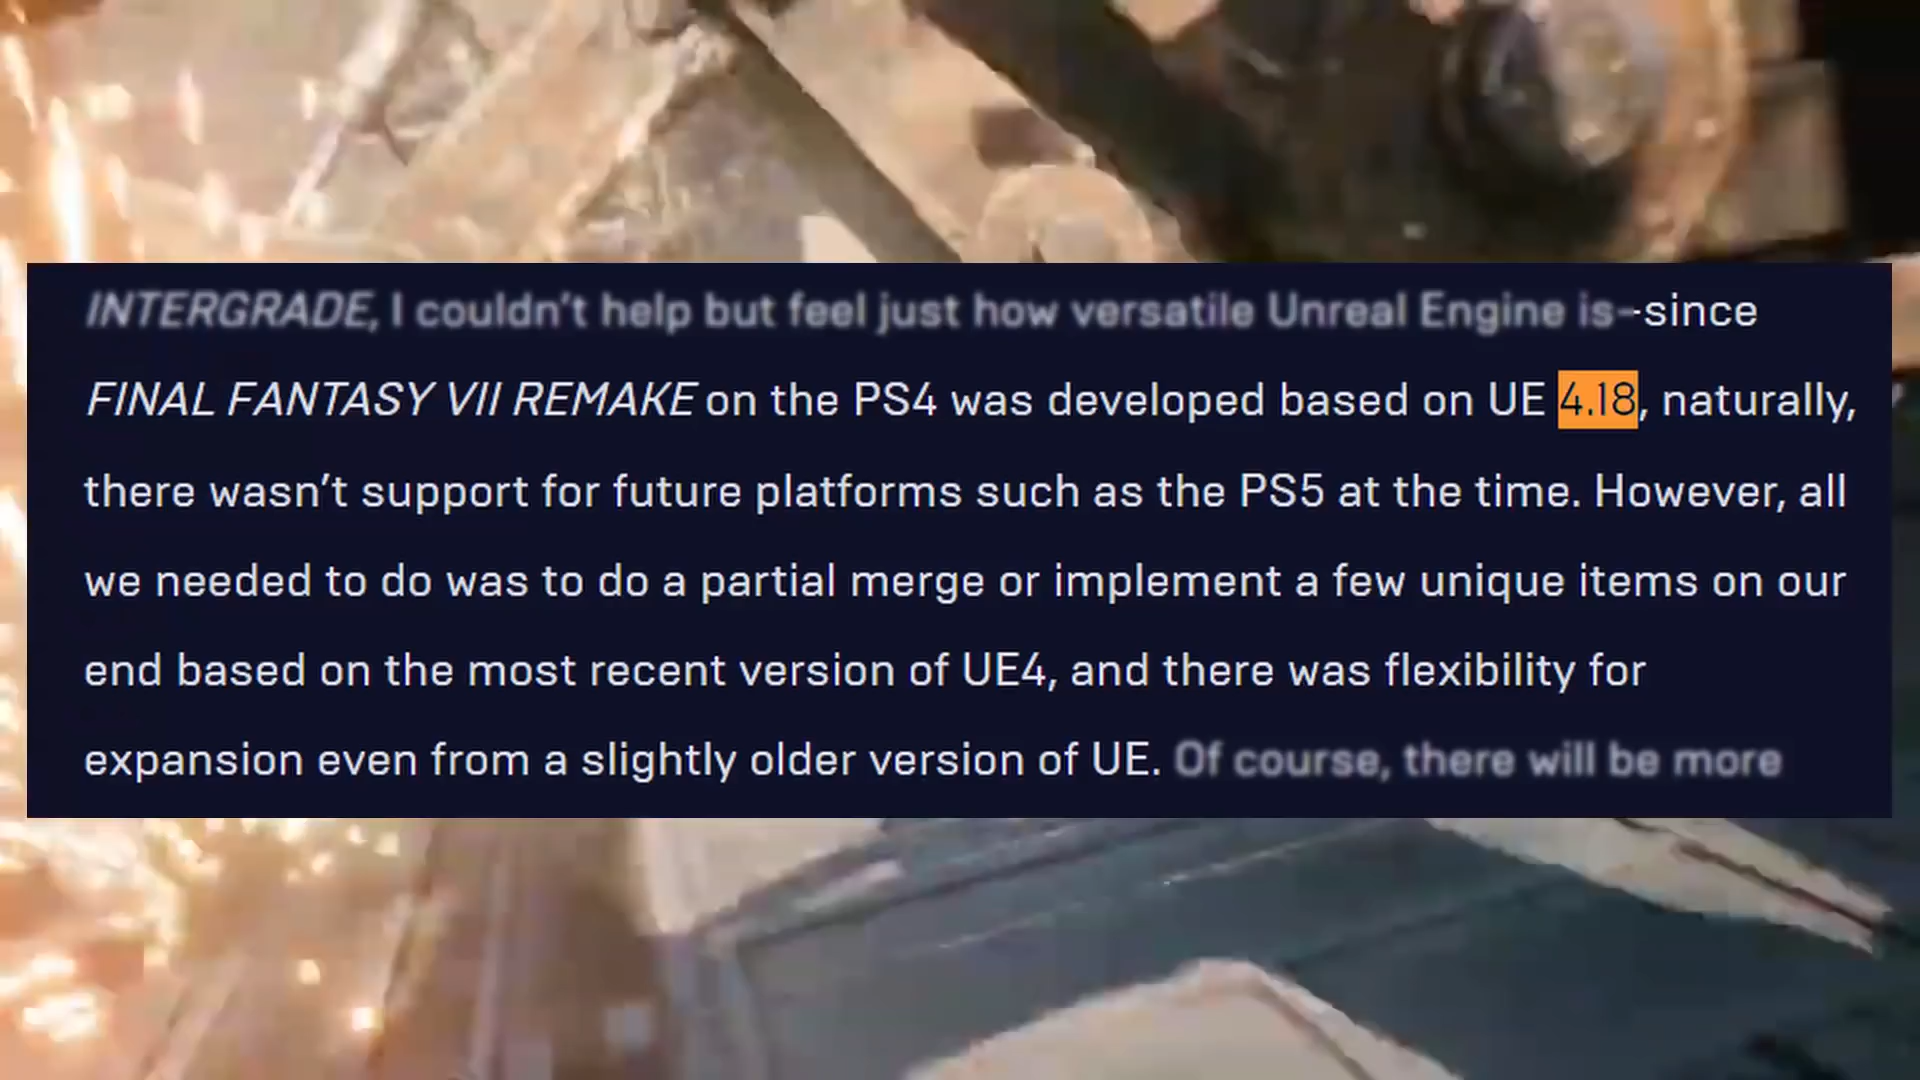 INTERGRADE, I couldn't help but feel just how versatile Unreal Engine is--since
FINAL FANTASY VII REMAKE on the PS4 was developed based on UE 4.18, naturally,
there wasn't support for future platforms such as the PS5 at the time. However, all
we needed to do was to do a partial merge or implement a few unique items on our
end based on the most recent version of UE4, and there was flexibility for
expansion even from a slightly older version of UE. Of course, there will be more